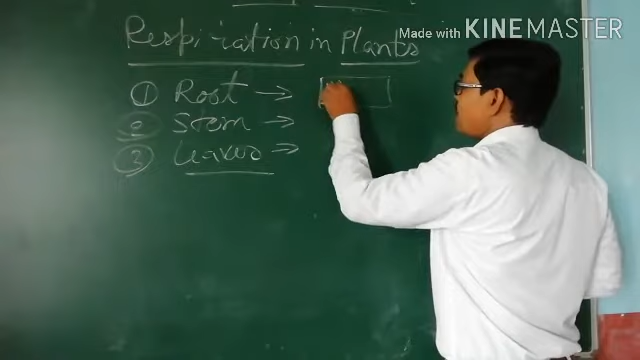 Made with KINEMASTER
Respiration in Plants
① Root →
② Stem →
③ Leaves →